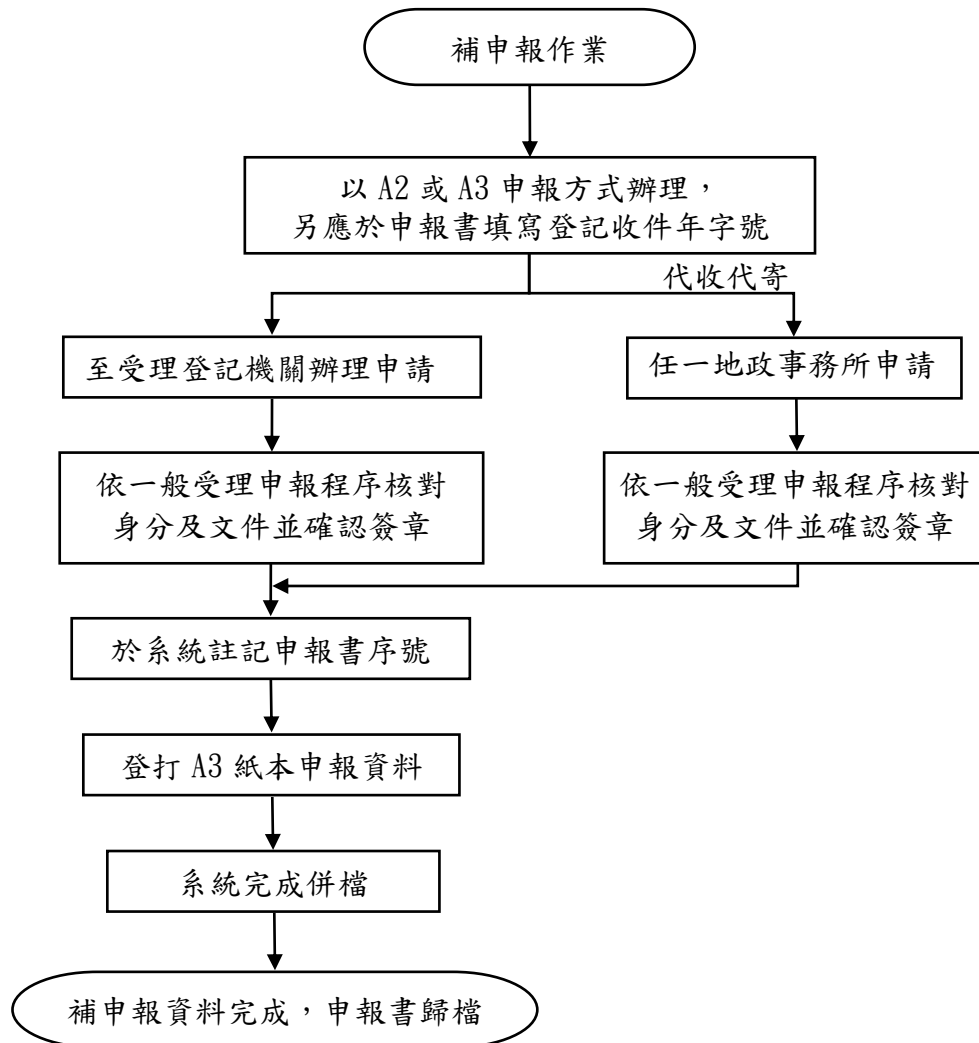 補申報作業
以 A2 或 A3 申報方式辦理，
另應於申報書填寫登記收件年字號
代收代寄
至受理登記機關辦理申請
任一地政事務所申請
依一般受理申報程序核對
身分及文件並確認簽章
依一般受理申報程序核對
身分及文件並確認簽章
於系統註記申報書序號
登打 A3 紙本申報資料
系統完成併檔
補申報資料完成，申報書歸檔